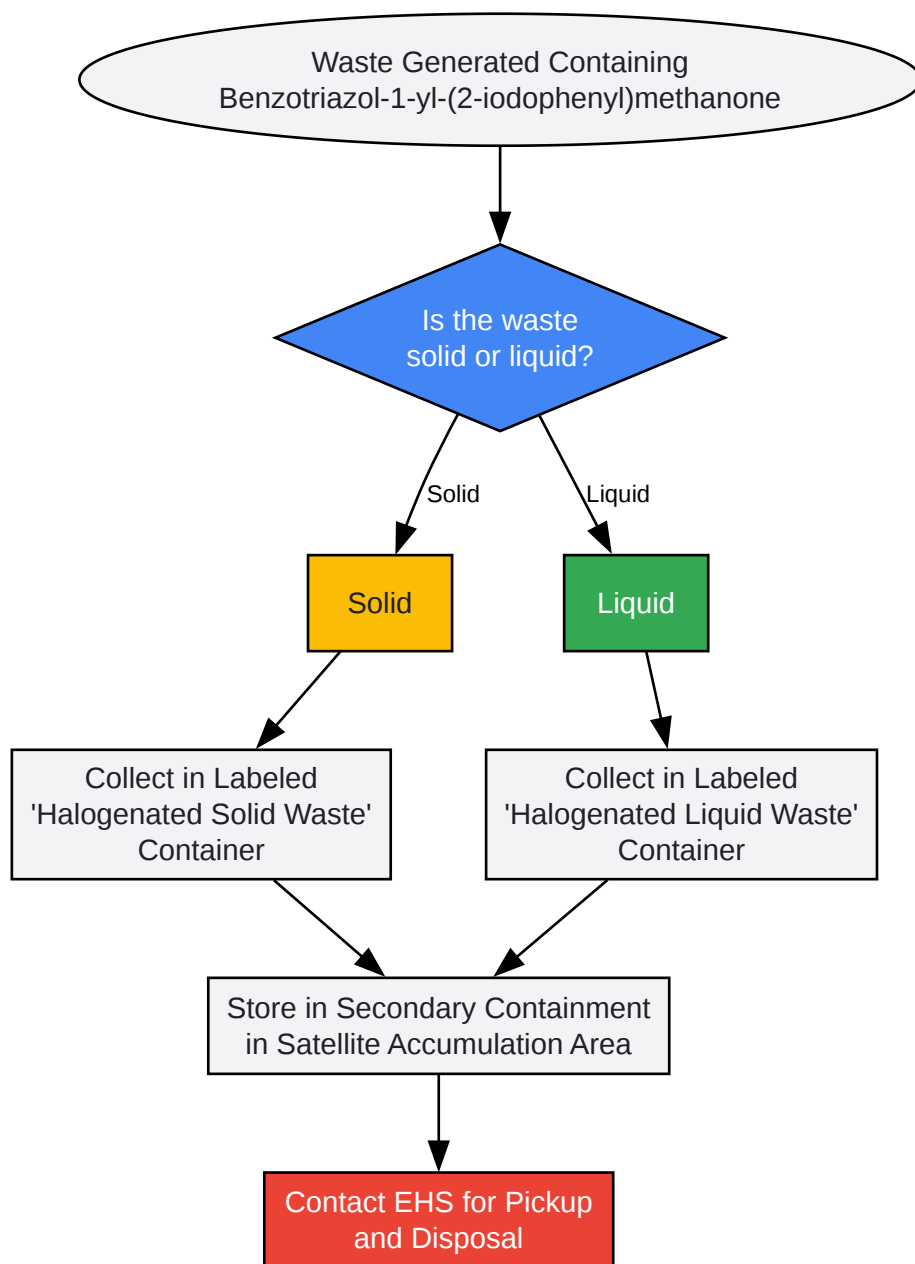 Waste Generated Containing
Benzotriazol-1-yl-(2-iodophenyl)methanone
Is the waste
solid or liquid?
Solid
Liquid
Solid
Liquid
Collect in Labeled
'Halogenated Solid Waste'
Container
Collect in Labeled
'Halogenated Liquid Waste'
Container
Store in Secondary Containment
in Satellite Accumulation Area
Contact EHS for Pickup
and Disposal